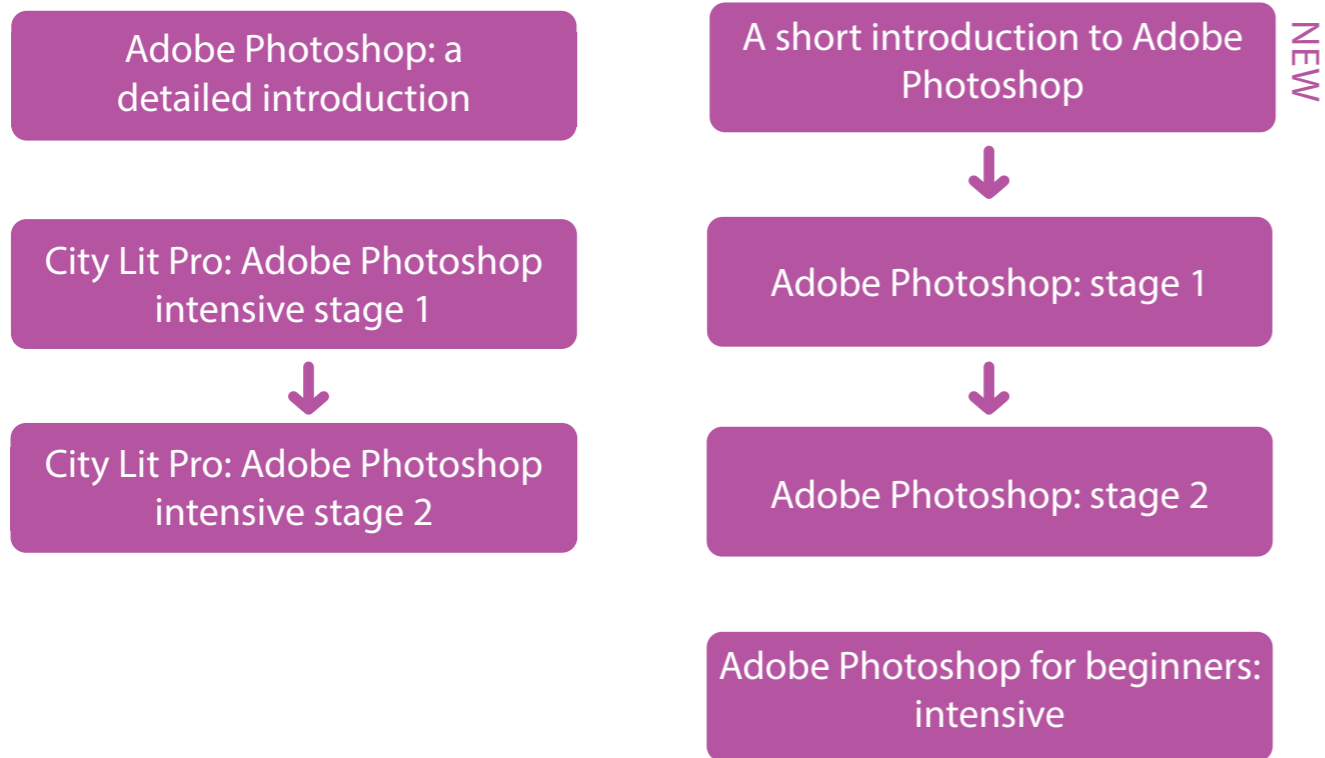 Adobe Photoshop: a
detailed introduction
City Lit Pro: Adobe Photoshop
intensive stage 1
City Lit Pro: Adobe Photoshop
intensive stage 2
A short introduction to Adobe
Photoshop
NEW
Adobe Photoshop: stage 1
Adobe Photoshop: stage 2
Adobe Photoshop for beginners:
intensive